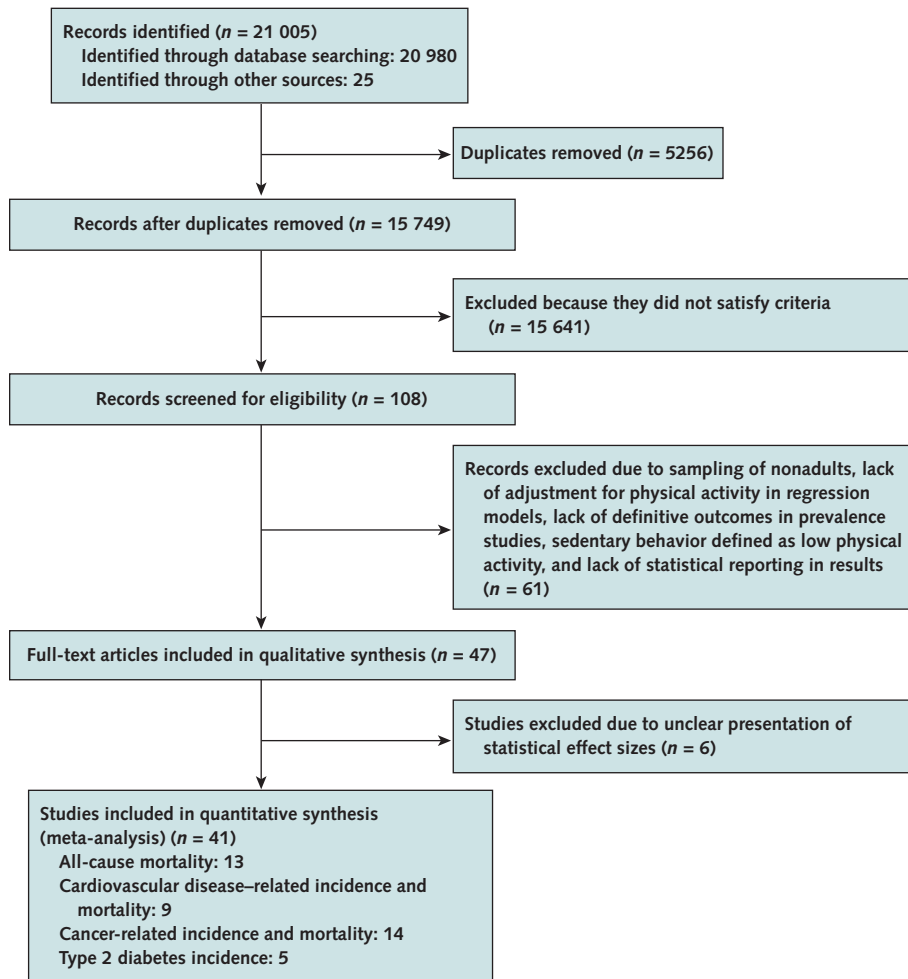 Records identified (n = 21 005)
Identified through database searching: 20 980
Identified through other sources: 25
Duplicates removed (n = 5256)
Records after duplicates removed (n = 15 749)
Excluded because they did not satisfy criteria
(n = 15 641)
Records screened for eligibility (n = 108)
Records excluded due to sampling of nonadults, lack
of adjustment for physical activity in regression
models, lack of definitive outcomes in prevalence
studies, sedentary behavior defined as low physical
activity, and lack of statistical reporting in results
(n = 61)
Full-text articles included in qualitative synthesis (n = 47)
Studies excluded due to unclear presentation of
statistical effect sizes (n = 6)
Studies included in quantitative synthesis
(meta-analysis) (n = 41)
All-cause mortality: 13
Cardiovascular disease–related incidence and
mortality: 9
Cancer-related incidence and mortality: 14
Type 2 diabetes incidence: 5